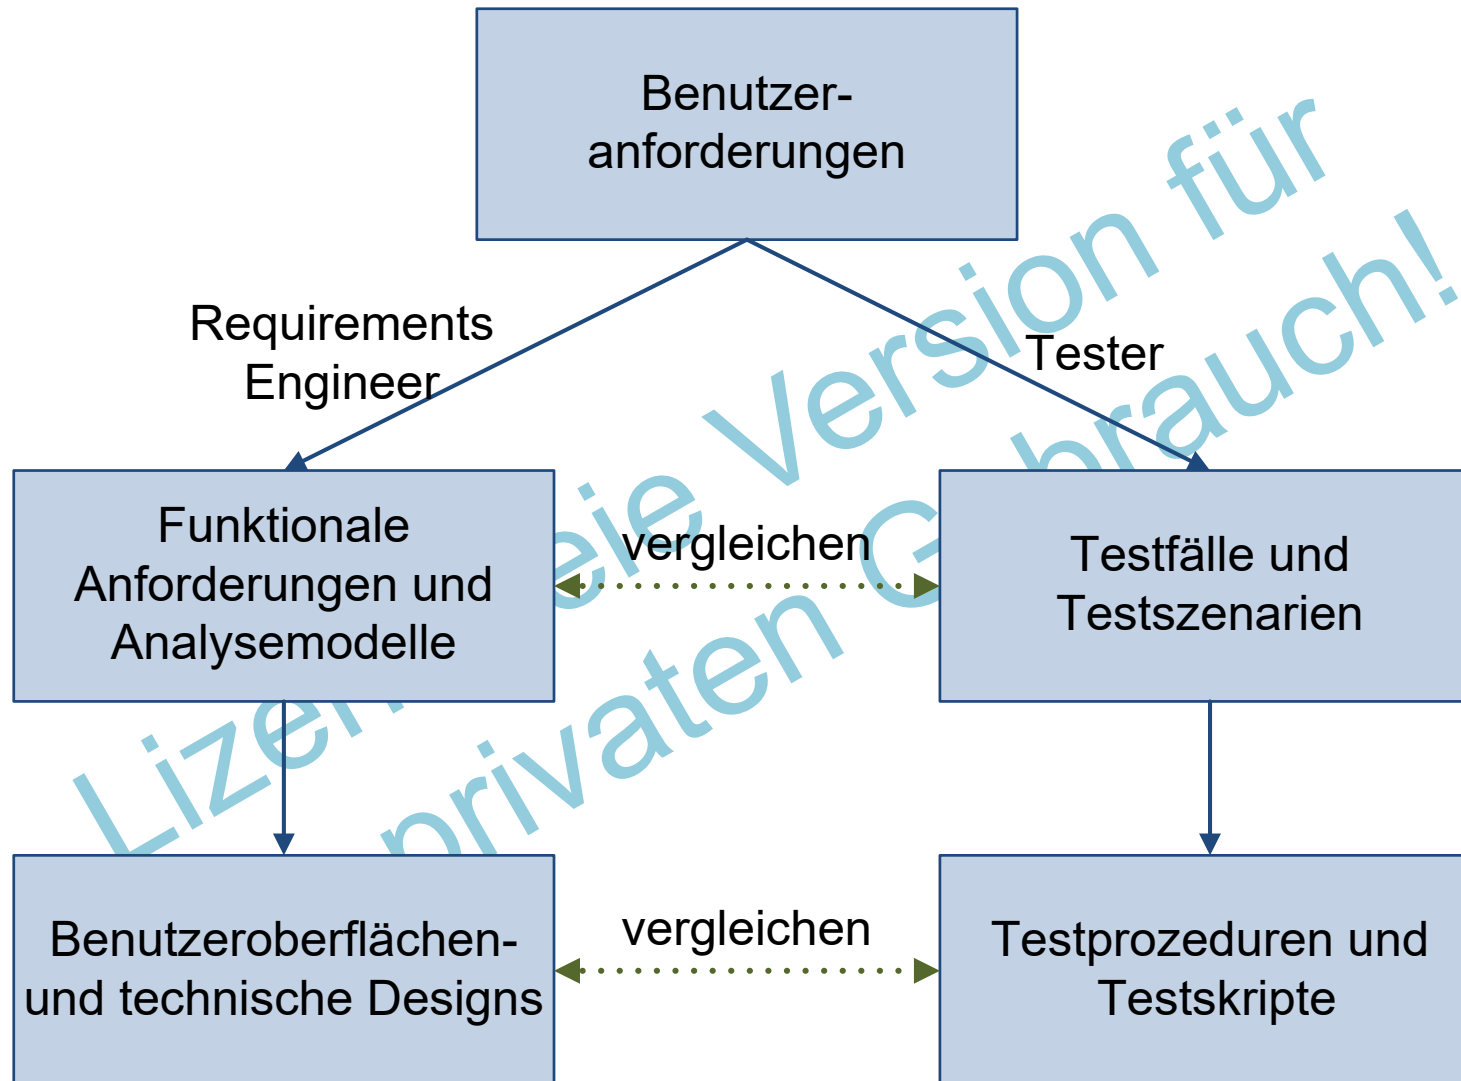 Benutzer-
anforderungen
Requirements
Engineer
Tester
Funktionale
Anforderungen und
Analysemodelle
vergleichen
Testfälle und
Testszenarien
Benutzeroberflächen-
und technische Designs
vergleichen
Testprozeduren und
Testskripte
Version für
privaten